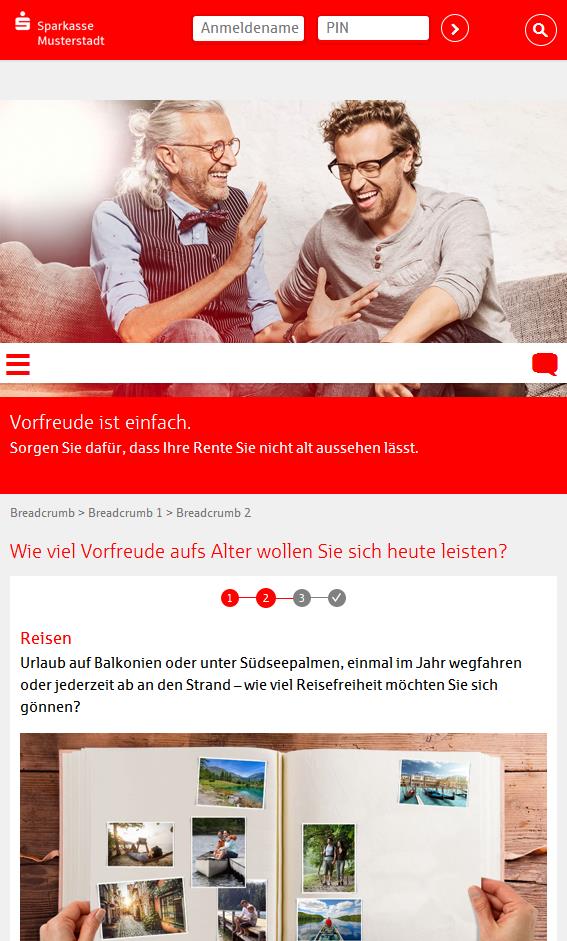 Sparkasse
Musterstadt
Anmeldename
PIN
Vorfreude ist einfach.
Sorgen Sie dafür, dass Ihre Rente Sie nicht alt aussehen lässt.
Breadcrumb > Breadcrumb 1 > Breadcrumb 2
Wie viel Vorfreude aufs Alter wollen Sie sich heute leisten?
1 2 3
Reisen
Urlaub auf Balkonien oder unter Südseepalmen, einmal im Jahr wegfahren
oder jederzeit ab an den Strand – wie viel Reisefreiheit möchten Sie sich
gönnen?